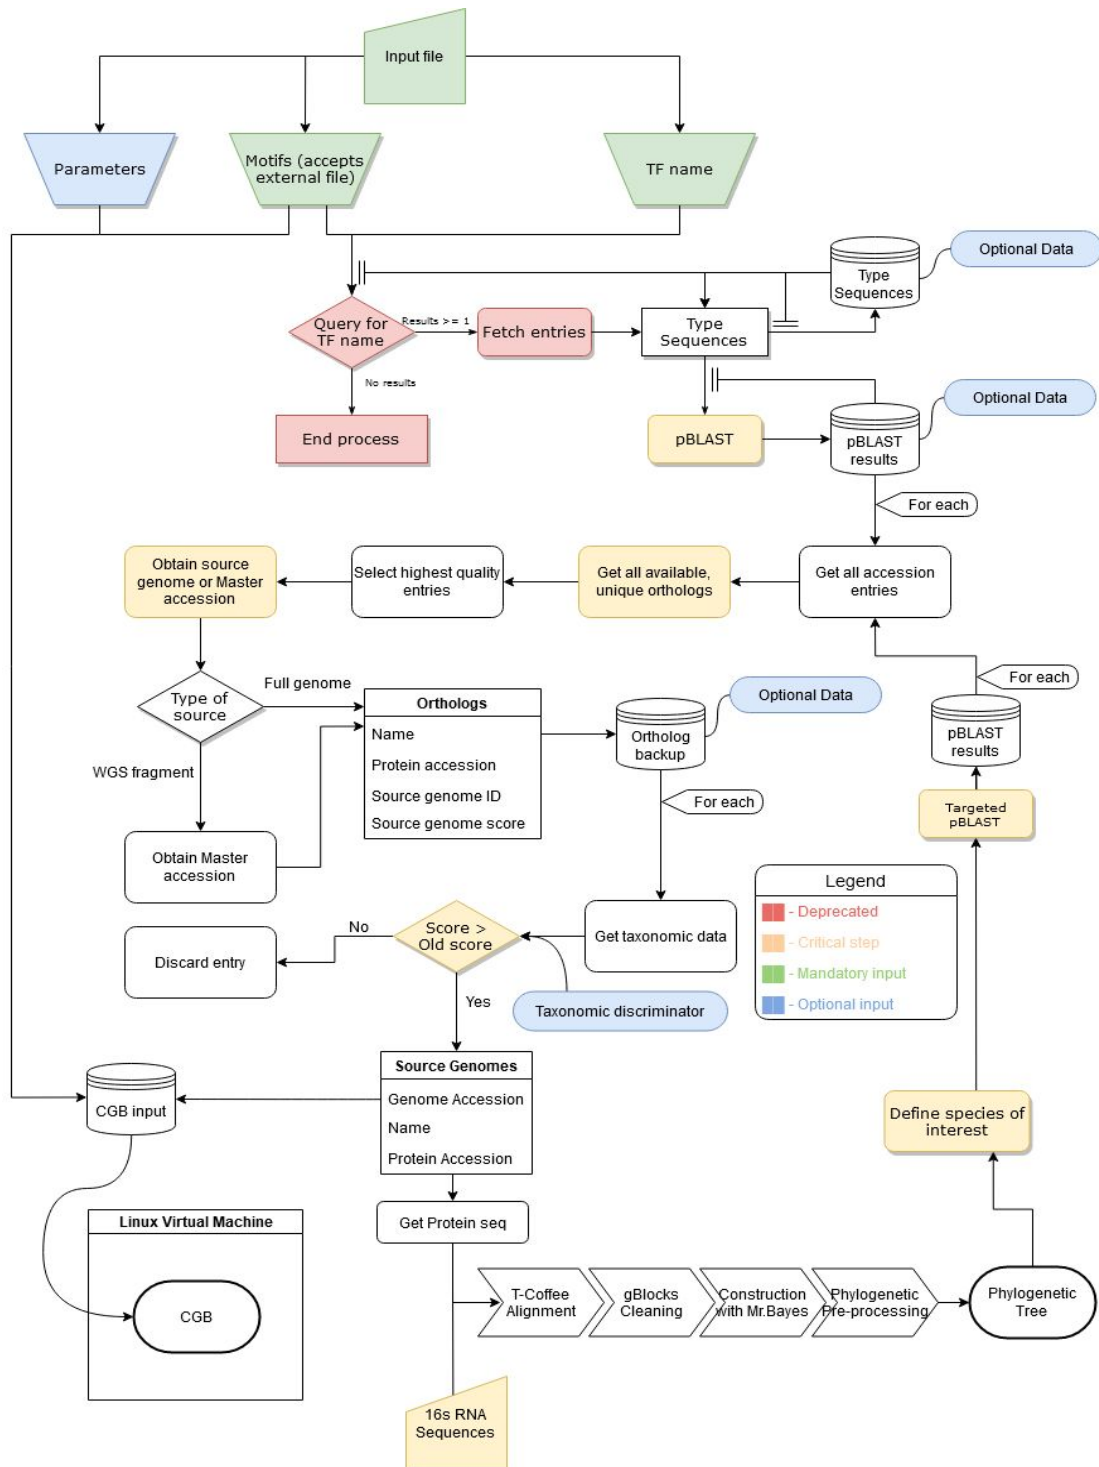 Input file
Parameters
Motifs (accepts
external file)
TF name
Optional Data
Type
Sequences
Query for
TF name
Results >= 1
Fetch entries
Type
Sequences
No results
End process
pBLAST
pBLAST
results
Optional Data
For each
Obtain source
genome or Master
accession
Select highest quality
entries
Get all available,
unique orthologs
Get all accession
entries
For each
Type of
source
Full genome
Orthologs
Name
Protein accession
Source genome ID
Source genome score
Ortholog
backup
Optional Data
pBLAST
results
WGS fragment
For each
Targeted
pBLAST
Obtain Master
accession
Legend
- Deprecated
- Critical step
- Mandatory input
- Optional input
No
Score >
Old score
Get taxonomic data
Discard entry
Yes
Taxonomic discriminator
Source Genomes
Genome Accession
Name
Protein Accession
CGB input
Define species of
interest
Get Protein seq
Linux Virtual Machine
CGB
T-Coffee
Alignment
gBlocks
Cleaning
Construction
with Mr.Bayes
Phylogenetic
Pre-processing
Phylogenetic
Tree
16s RNA
Sequences